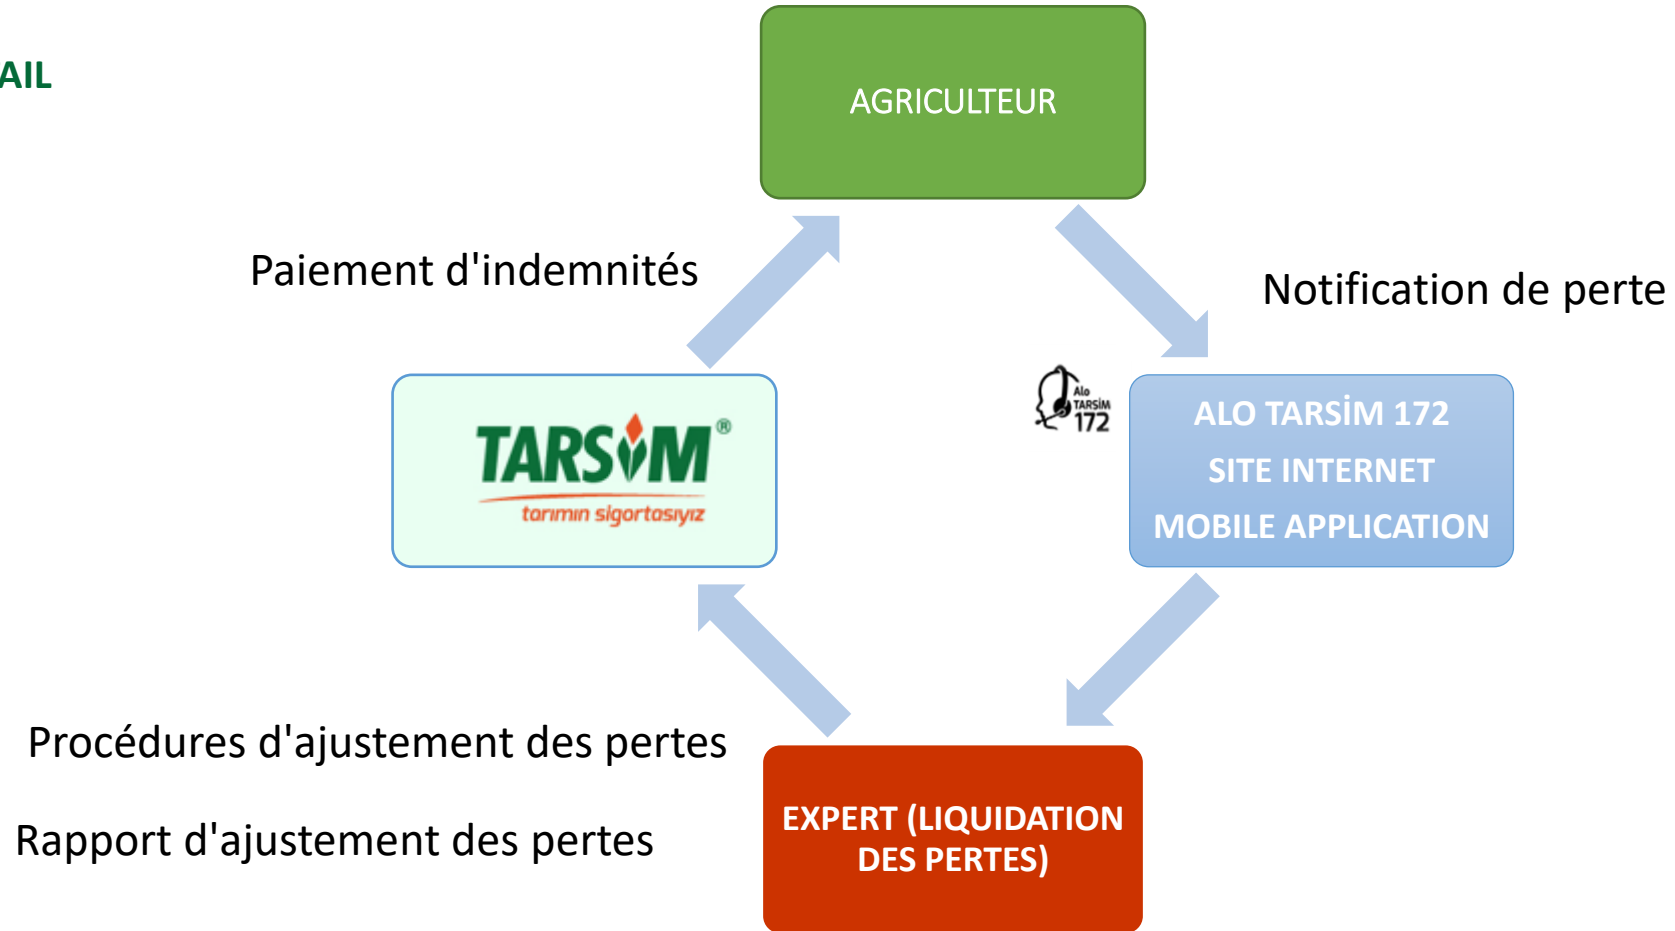 AIL
AGRICULTEUR
Paiement d'indemnités
Notification de perte
Alo
TARSİM
172
TARSİM®
tarımın sigortasıyız
ALO TARSİM 172
SITE INTERNET
MOBILE APPLICATION
Procédures d'ajustement des pertes
Rapport d'ajustement des pertes
EXPERT (LIQUIDATION
DES PERTES)